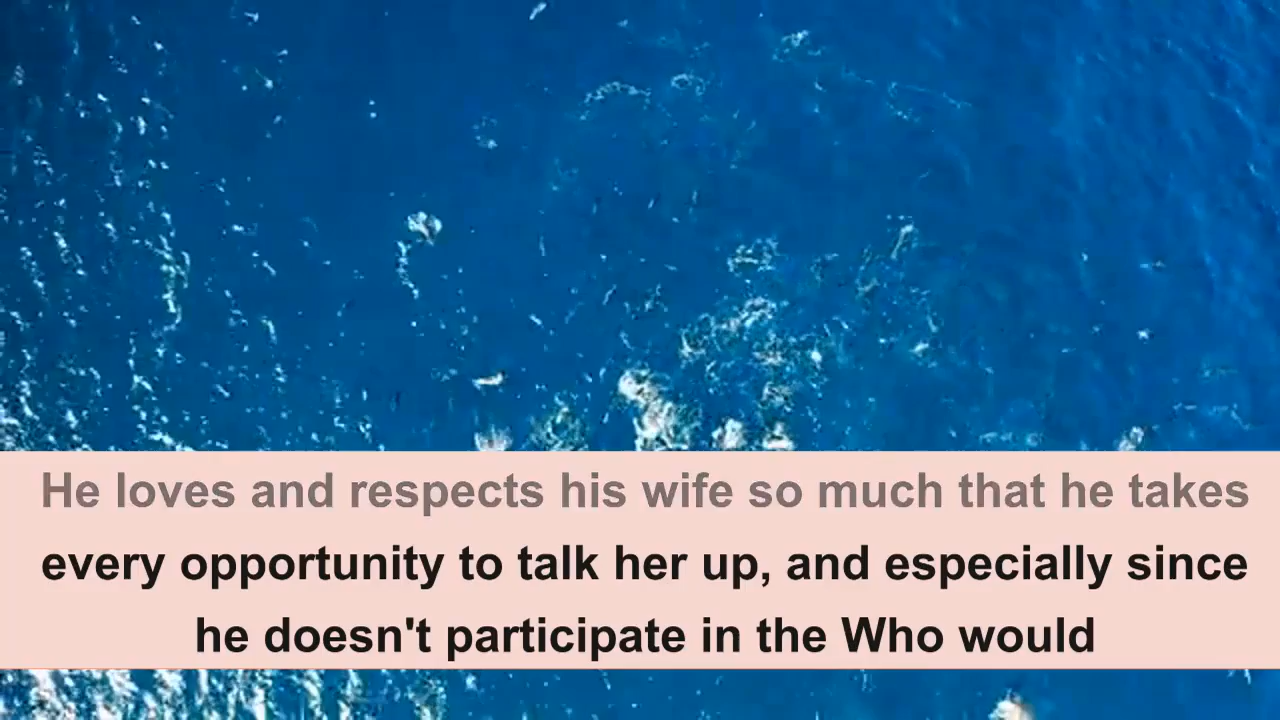 He loves and respects his wife so much that he takes
every opportunity to talk her up, and especially since
he doesn't participate in the Who would